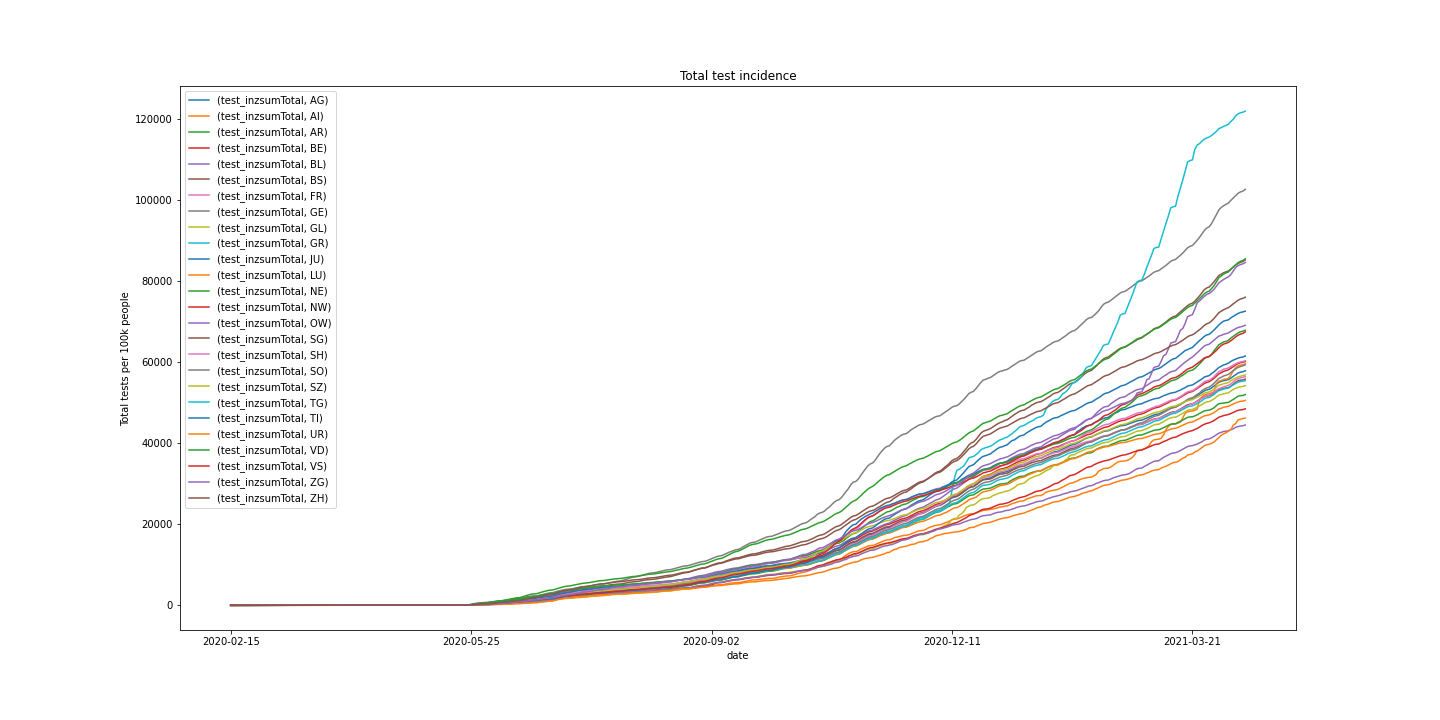 Total test incidence
Total tests per 100k people
120000
100000
80000
60000
40000
20000
0
(test_inzsumTotal, AG)
(test_inzsumTotal, AI)
(test_inzsumTotal, AR)
(test_inzsumTotal, BE)
(test_inzsumTotal, BL)
(test_inzsumTotal, BS)
(test_inzsumTotal, FR)
(test_inzsumTotal, GE)
(test_inzsumTotal, GL)
(test_inzsumTotal, GR)
(test_inzsumTotal, JU)
(test_inzsumTotal, LU)
(test_inzsumTotal, NE)
(test_inzsumTotal, NW)
(test_inzsumTotal, OW)
(test_inzsumTotal, SG)
(test_inzsumTotal, SH)
(test_inzsumTotal, SO)
(test_inzsumTotal, SZ)
(test_inzsumTotal, TG)
(test_inzsumTotal, TI)
(test_inzsumTotal, UR)
(test_inzsumTotal, VD)
(test_inzsumTotal, VS)
(test_inzsumTotal, ZG)
(test_inzsumTotal, ZH)
2020-02-15
2020-05-25
2020-09-02
2020-12-11
2021-03-21
date